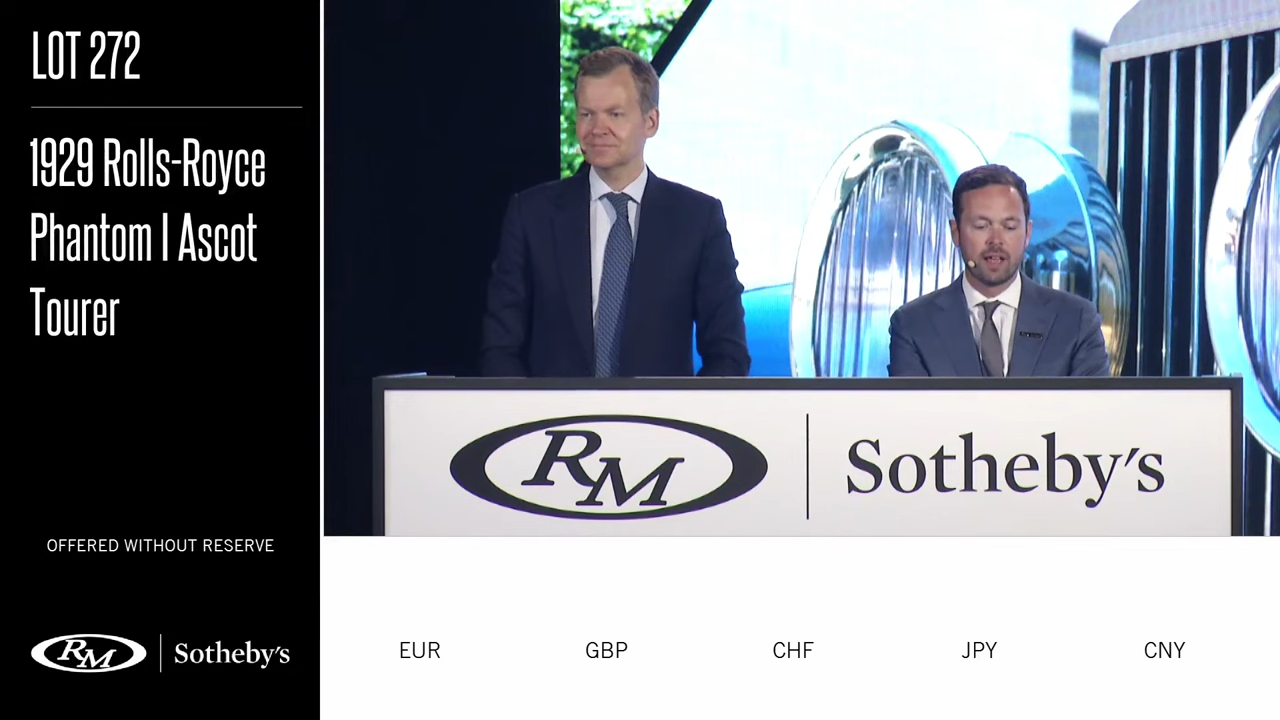 LOT 272
1929 Rolls-Royce
Phantom I Ascot
Tourer
OFFERED WITHOUT RESERVE
RM Sotheby's
RM Sotheby's
EUR GBP CHF JPY CNY